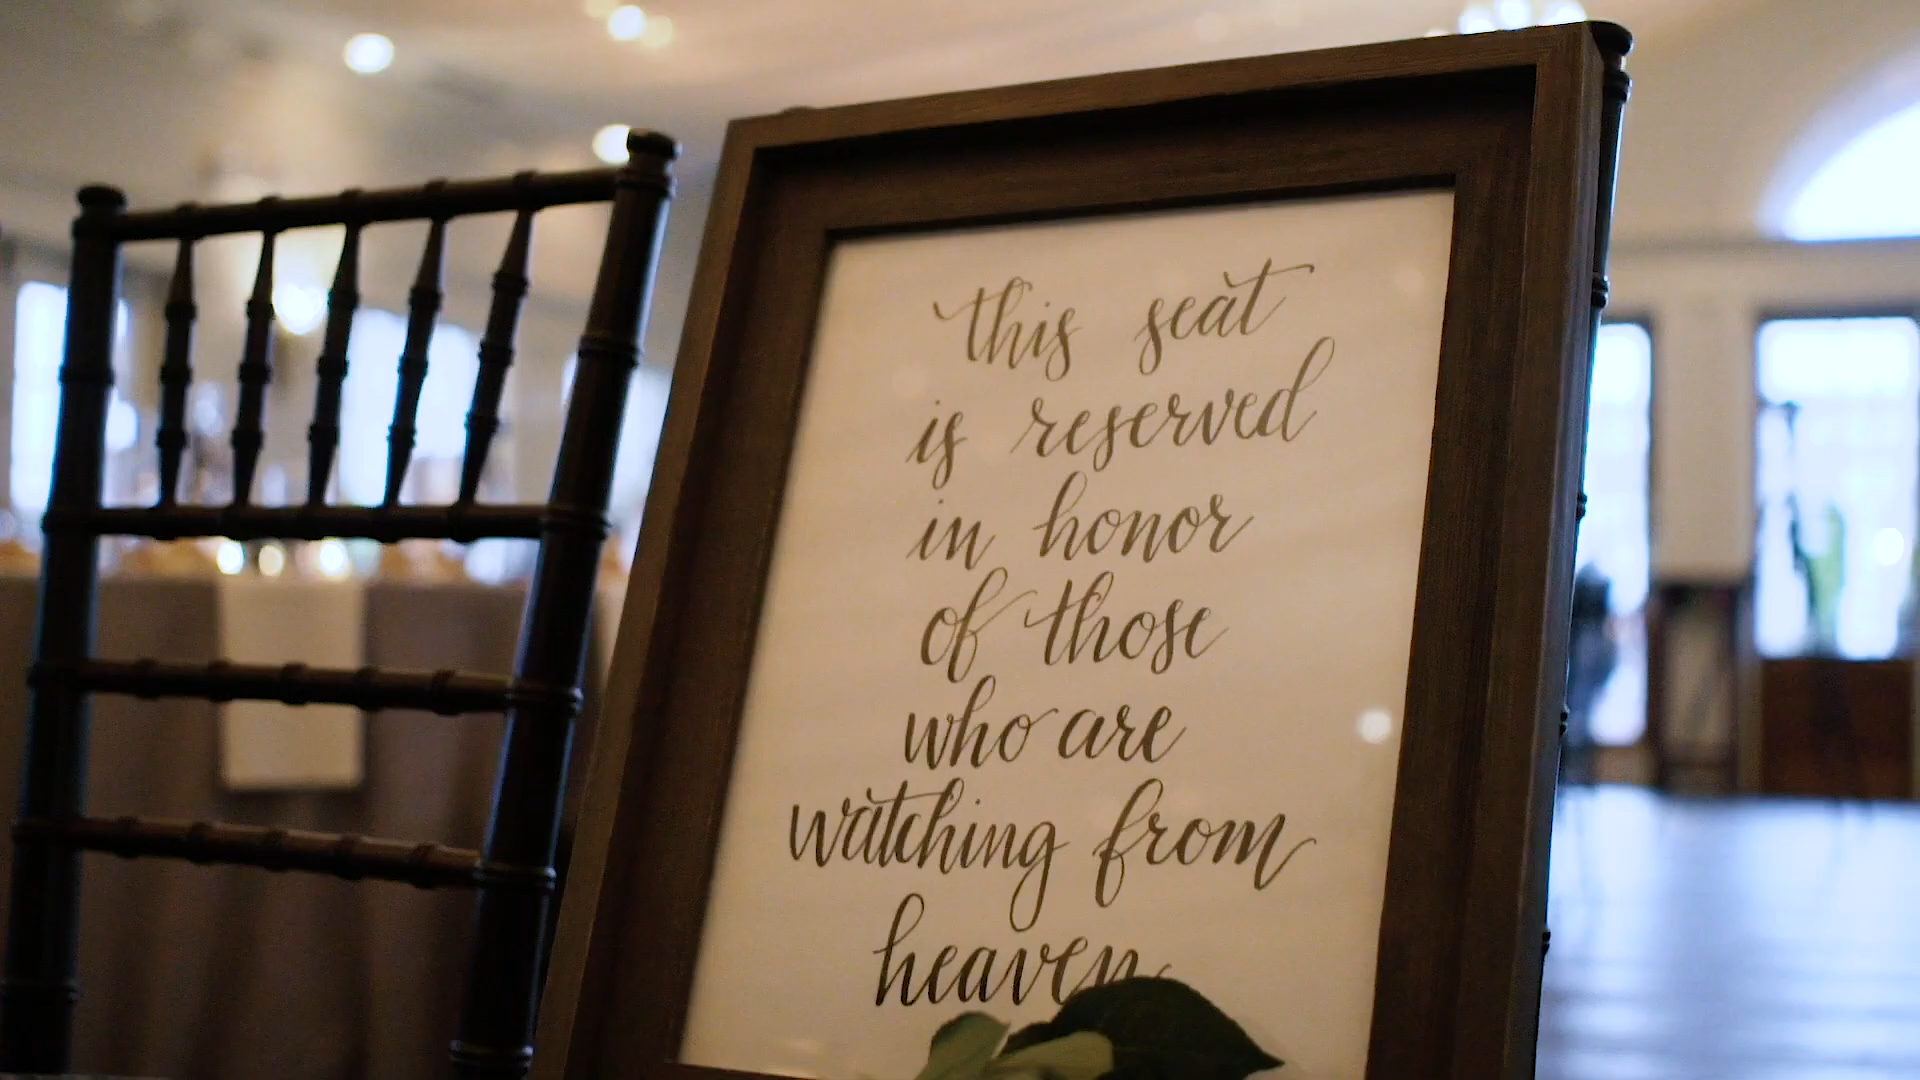 this seat
is reserved
in honor
of those
who are
watching from
heaven